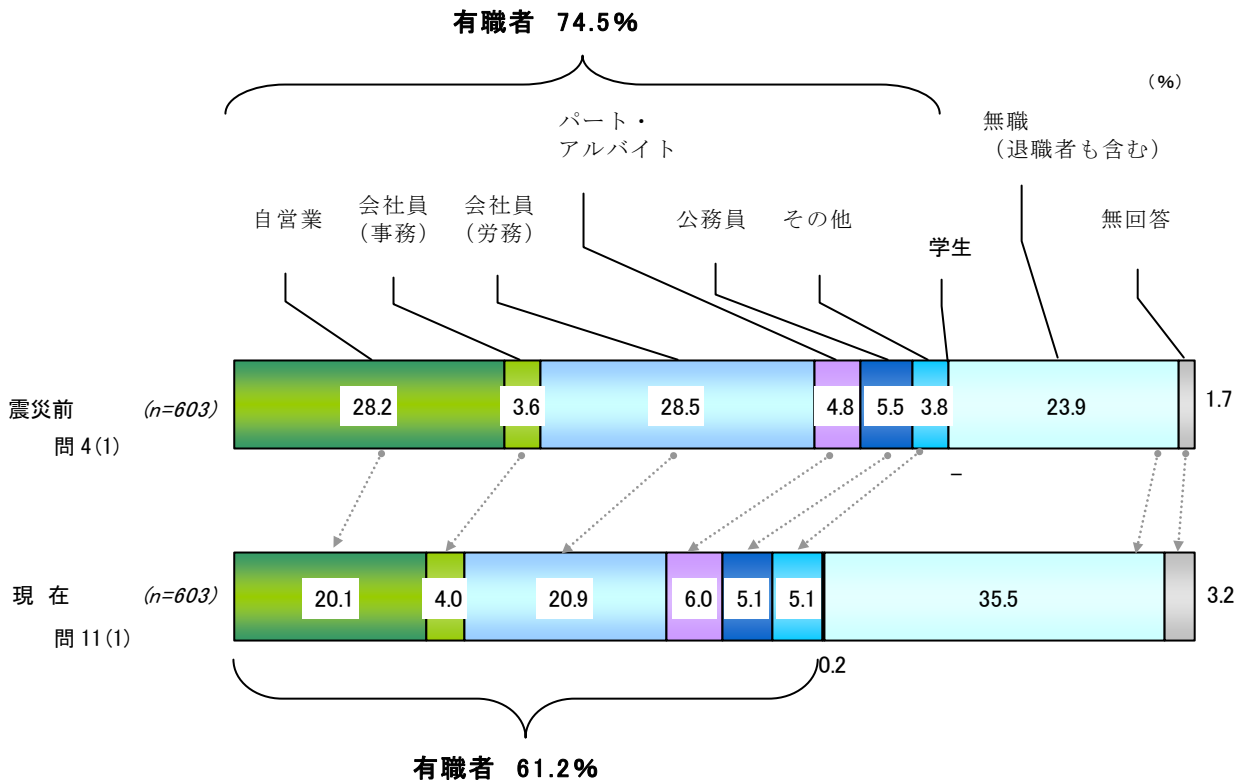 有職者 74.5%
(%)
パート・
アルバイト
無職
(退職者も含む)
自営業
会社員
(事務)
会社員
(労務)
公務員
その他
学生
無回答
震災前 (n=603)
問4(1)
28.2 3.6 28.5 4.8 5.5 3.8 23.9 1.7
–
現 在 (n=603)
問11(1)
20.1 4.0 20.9 6.0 5.1 5.1 35.5 3.2
0.2
有職者 61.2%